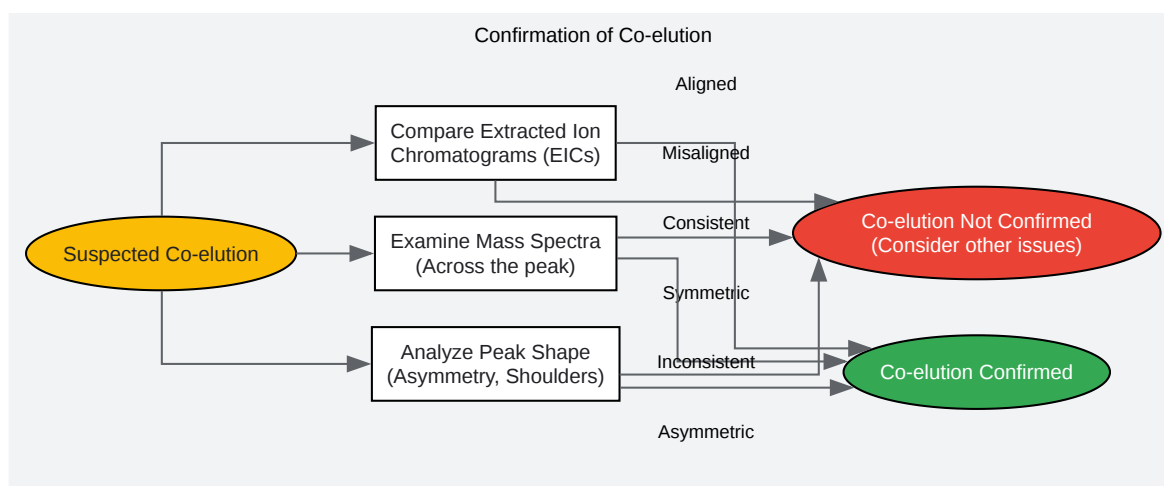 Confirmation of Co-elution
Aligned
Compare Extracted Ion
Chromatograms (EICs)
Misaligned
Suspected Co-elution
Examine Mass Spectra
(Across the peak)
Consistent
Co-elution Not Confirmed
(Consider other issues)
Symmetric
Analyze Peak Shape
(Asymmetry, Shoulders)
Inconsistent
Co-elution Confirmed
Asymmetric